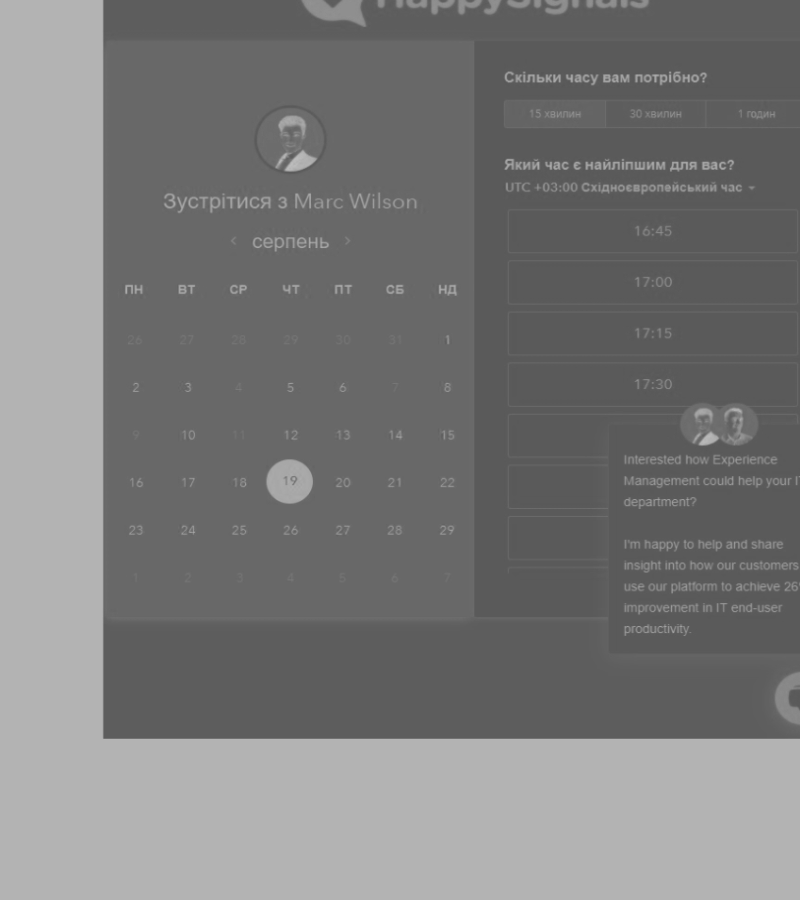 HappySignals
Зустрітися з Marc Wilson
серпень
ПН ВТ СР ЧТ ПТ СБ НД
26 27 28 29 30 31 1
2 3 4 5 6 7 8
9 10 11 12 13 14 15
16 17 18 19 20 21 22
23 24 25 26 27 28 29
1 2 3 4 5 6 7
Скільки часу вам потрібно?
15 хвилин 30 хвилин 1 годин
Який час є найліпшим для вас?
UTC +03:00 Східноєвропейський час
16:45
17:00
17:15
17:30
Interested how Experience
Management could help your IT
department?
I'm happy to help and share
insight into how our customers
use our platform to achieve 26%
improvement in IT end-user
productivity.